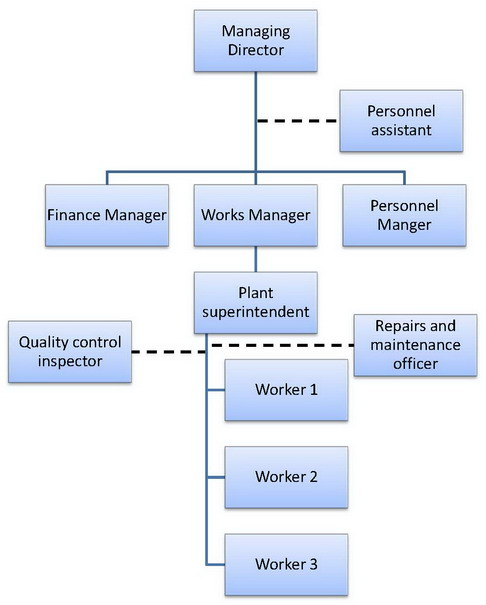 Managing
Director
Personnel
assistant
Finance Manager
Works Manager
Personnel
Manger
Plant
superintendent
Quality control
inspector
Repairs and
maintenance
officer
Worker 1
Worker 2
Worker 3